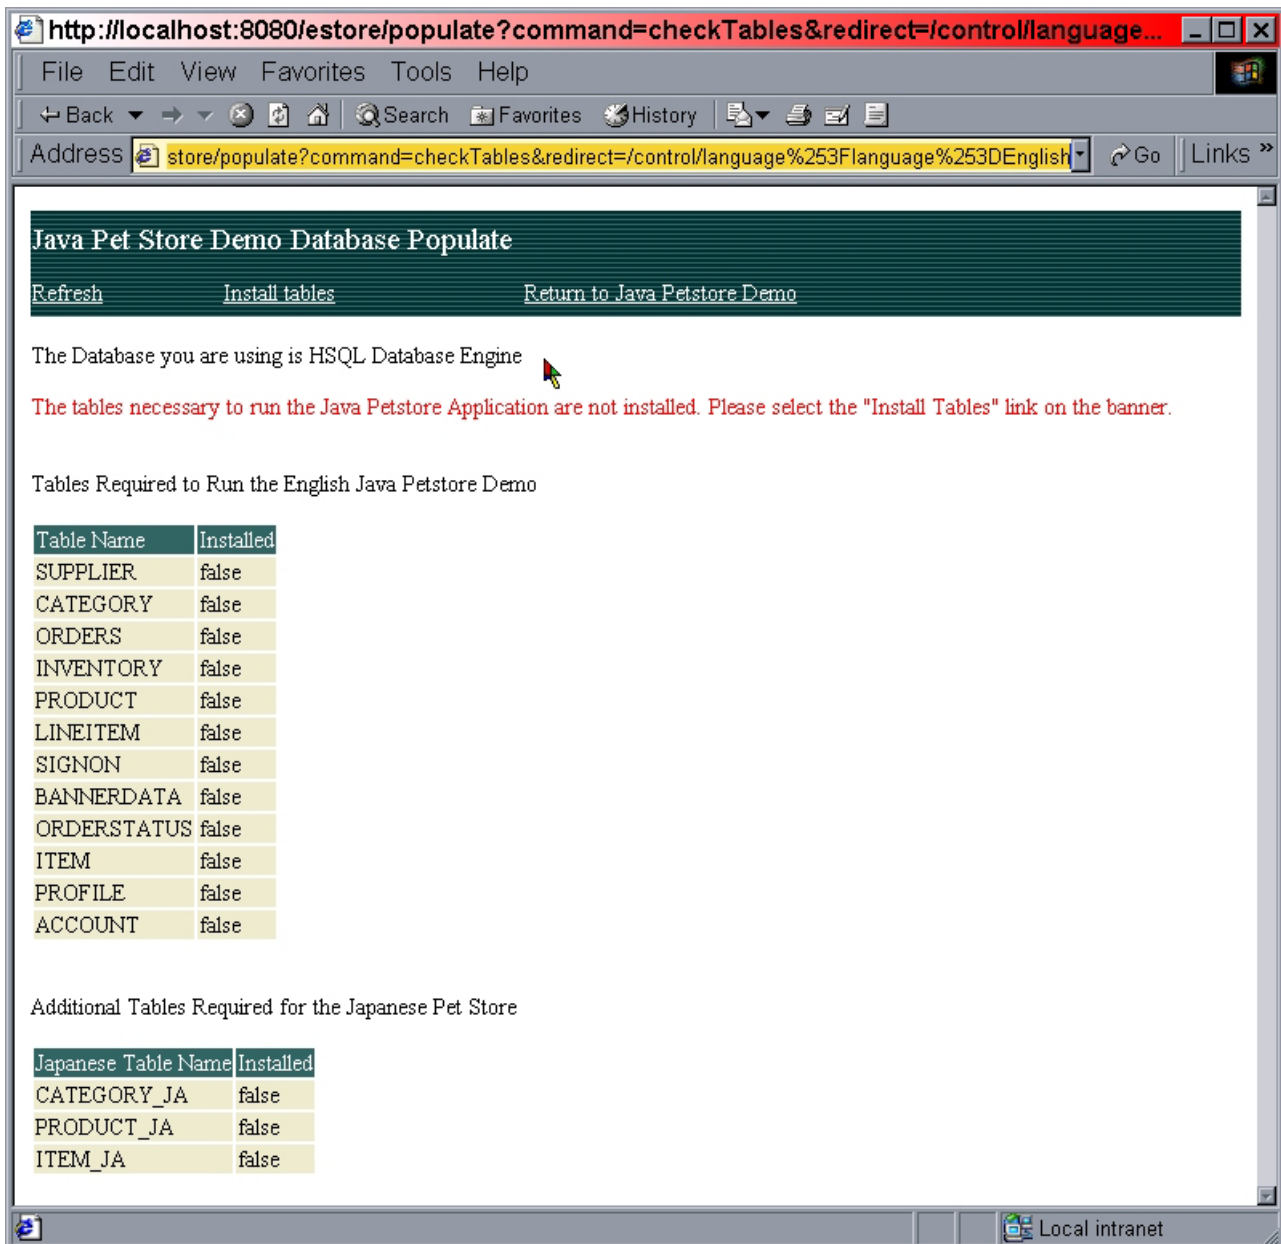 http://localhost:8080/estore/populate?command=checkTables&redirect=/control/language...
File Edit View Favorites Tools Help
Back Search Favorites History
Address store/populate?command=checkTables&redirect=/control/language%253Flanguage%253DEnglish Go Links »
Java Pet Store Demo Database Populate
Refresh Install tables Return to Java Petstore Demo
The Database you are using is HSQL Database Engine
The tables necessary to run the Java Petstore Application are not installed. Please select the "Install Tables" link on the banner.
Tables Required to Run the English Java Petstore Demo
Table Name Installed
SUPPLIER false
CATEGORY false
ORDERS false
INVENTORY false
PRODUCT false
LINEITEM false
SIGNON false
BANNERDATA false
ORDERSTATUS false
ITEM false
PROFILE false
ACCOUNT false
Additional Tables Required for the Japanese Pet Store
Japanese Table Name Installed
CATEGORY_JA false
PRODUCT_JA false
ITEM_JA false
Local intranet